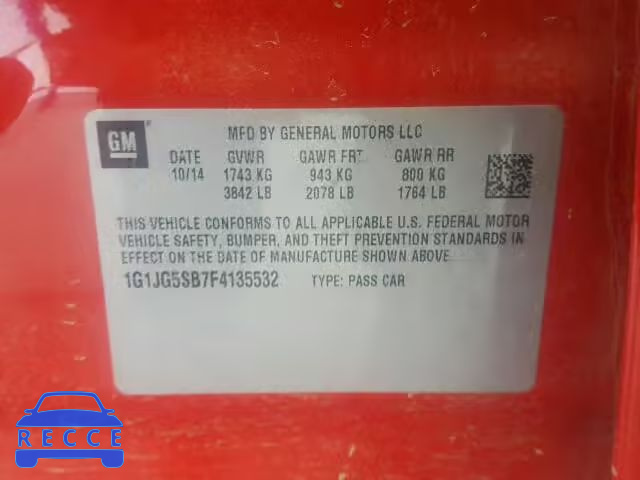 GM
MFD BY GENERAL MOTORS LLC
DATE GVWR GAWR FRT GAWR RR
10/14 1743 KG 943 KG 800 KG
3842 LB 2078 LB 1764 LB
THIS VEHICLE CONFORMS TO ALL APPLICABLE U.S. FEDERAL MOTOR
VEHICLE SAFETY, BUMPER, AND THEFT PREVENTION STANDARDS IN
EFFECT ON THE DATE OF MANUFACTURE SHOWN ABOVE.
1G1JG5SB7F4135532 TYPE: PASS CAR
RECCE